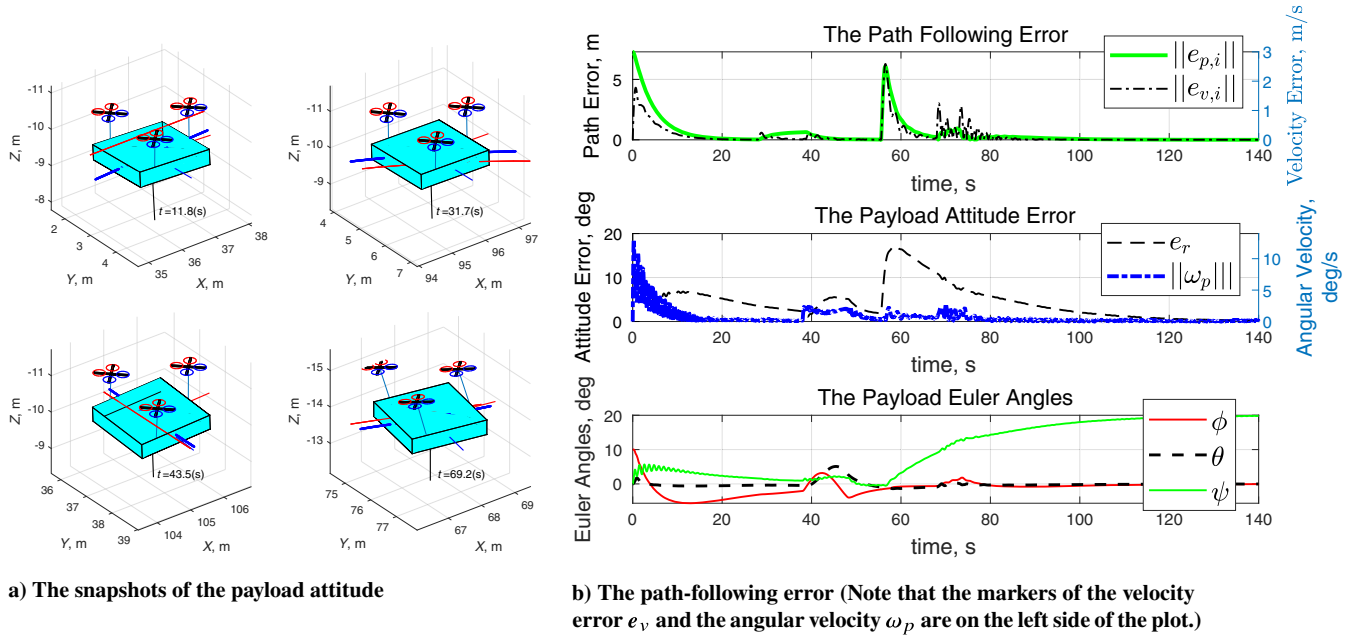 -11
-10
-9
-8
Z, m
t=11.8(s)
2
3
4
Y, m
35
36
37
38
X, m
-11
-10
-9
Z, m
t=31.7(s)
4
5
6
7
Y, m
94
95
96
97
X, m
-11
-10
-9
Z, m
t=43.5(s)
36
37
38
39
Y, m
104
105
106
X, m
-15
-14
-13
Z, m
t=69.2(s)
75
76
77
Y, m
67
68
69
X, m
a) The snapshots of the payload attitude
The Path Following Error
Path Error, m
5
0
||e_{p,i}||
||e_{v,i}||
3
2
1
0
Velocity Error, m/s
0 20 40 60 80 100 120 140
time, s
The Payload Attitude Error
Attitude Error, deg
20
10
0
e_r
||ω_p|||
10
5
0
Angular Velocity,
deg/s
0 20 40 60 80 100 120 140
time, s
The Payload Euler Angles
Euler Angles, deg
20
10
0
ϕ
θ
ψ
0 20 40 60 80 100 120 140
time, s
b) The path-following error (Note that the markers of the velocity
error e_v and the angular velocity ω_p are on the left side of the plot.)